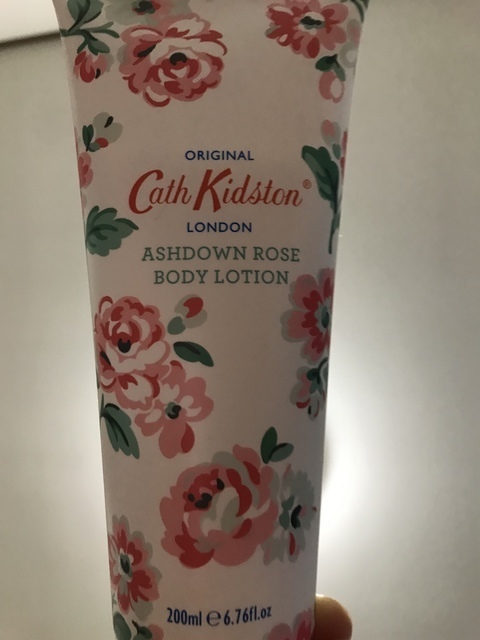 ORIGINAL
Cath Kidston®
LONDON
ASHDOWN ROSE
BODY LOTION
200ml ℮ 6.76fl.oz